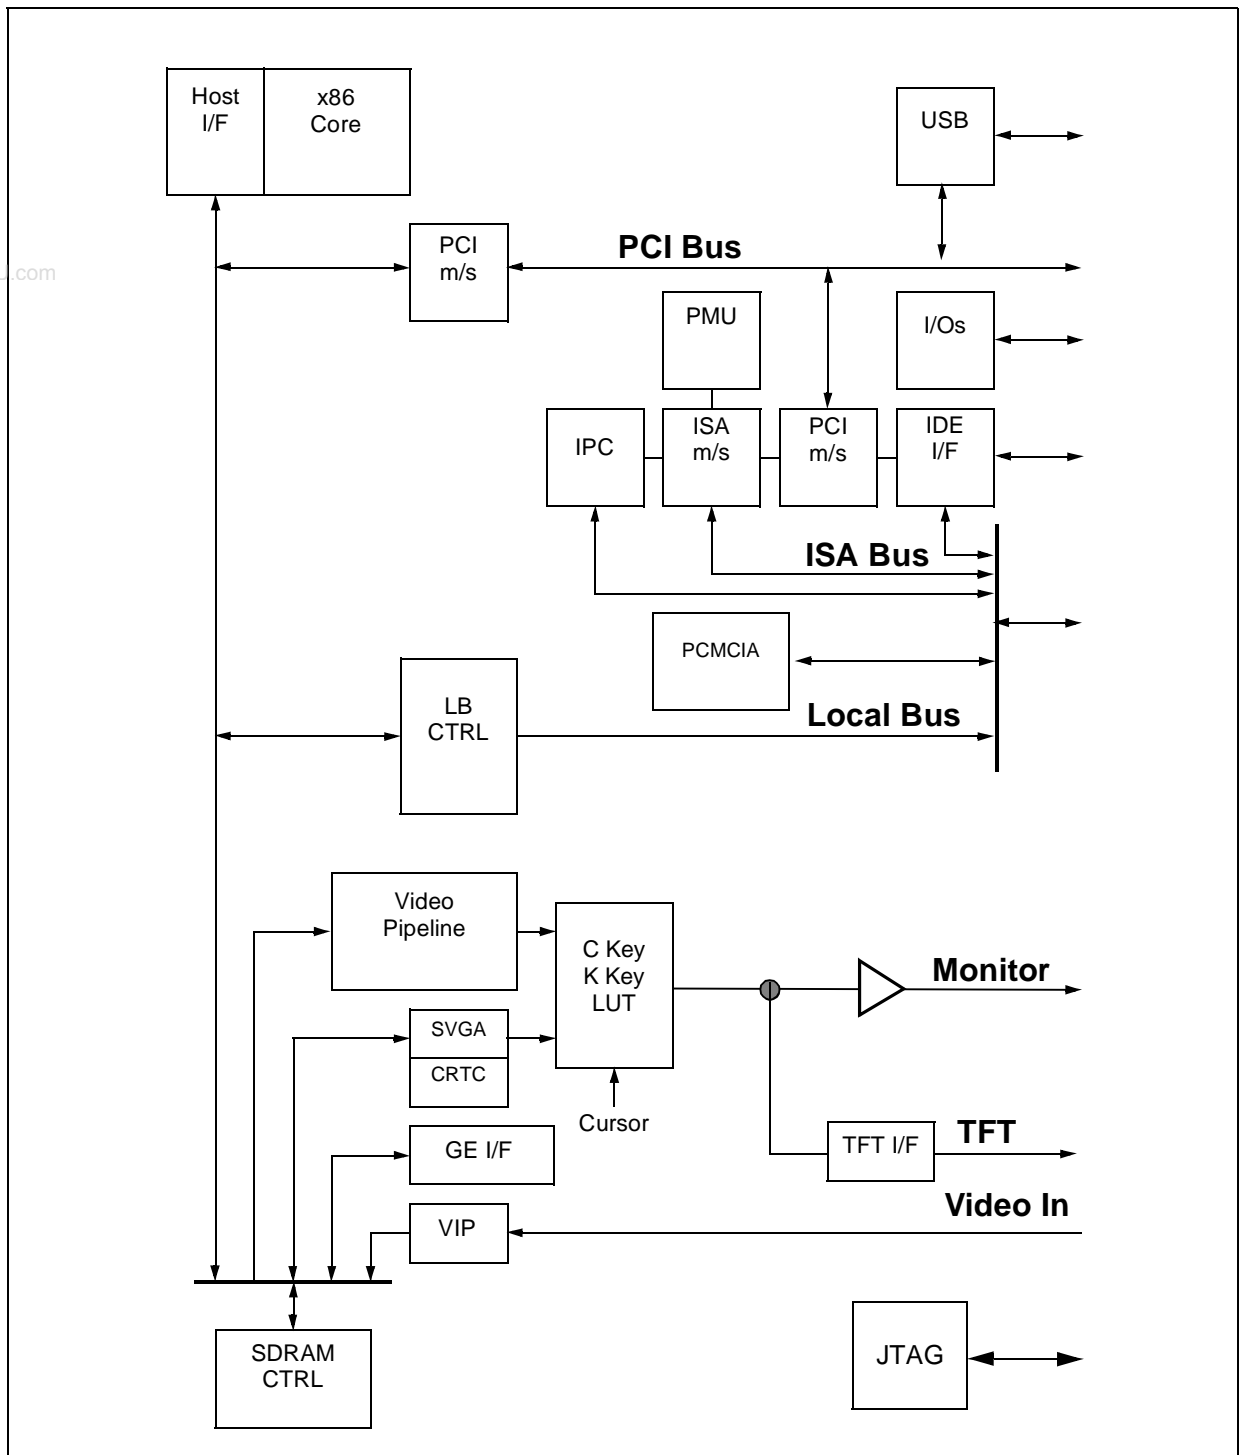 Host
I/F
x86
Core
USB
PCI
m/s
PCI Bus
.com
PMU
I/Os
IPC
ISA
m/s
PCI
m/s
IDE
I/F
ISA Bus
PCMCIA
LB
CTRL
Local Bus
Video
Pipeline
C Key
K Key
LUT
Monitor
SVGA
CRTC
Cursor
GE I/F
TFT I/F
TFT
VIP
Video In
SDRAM
CTRL
JTAG